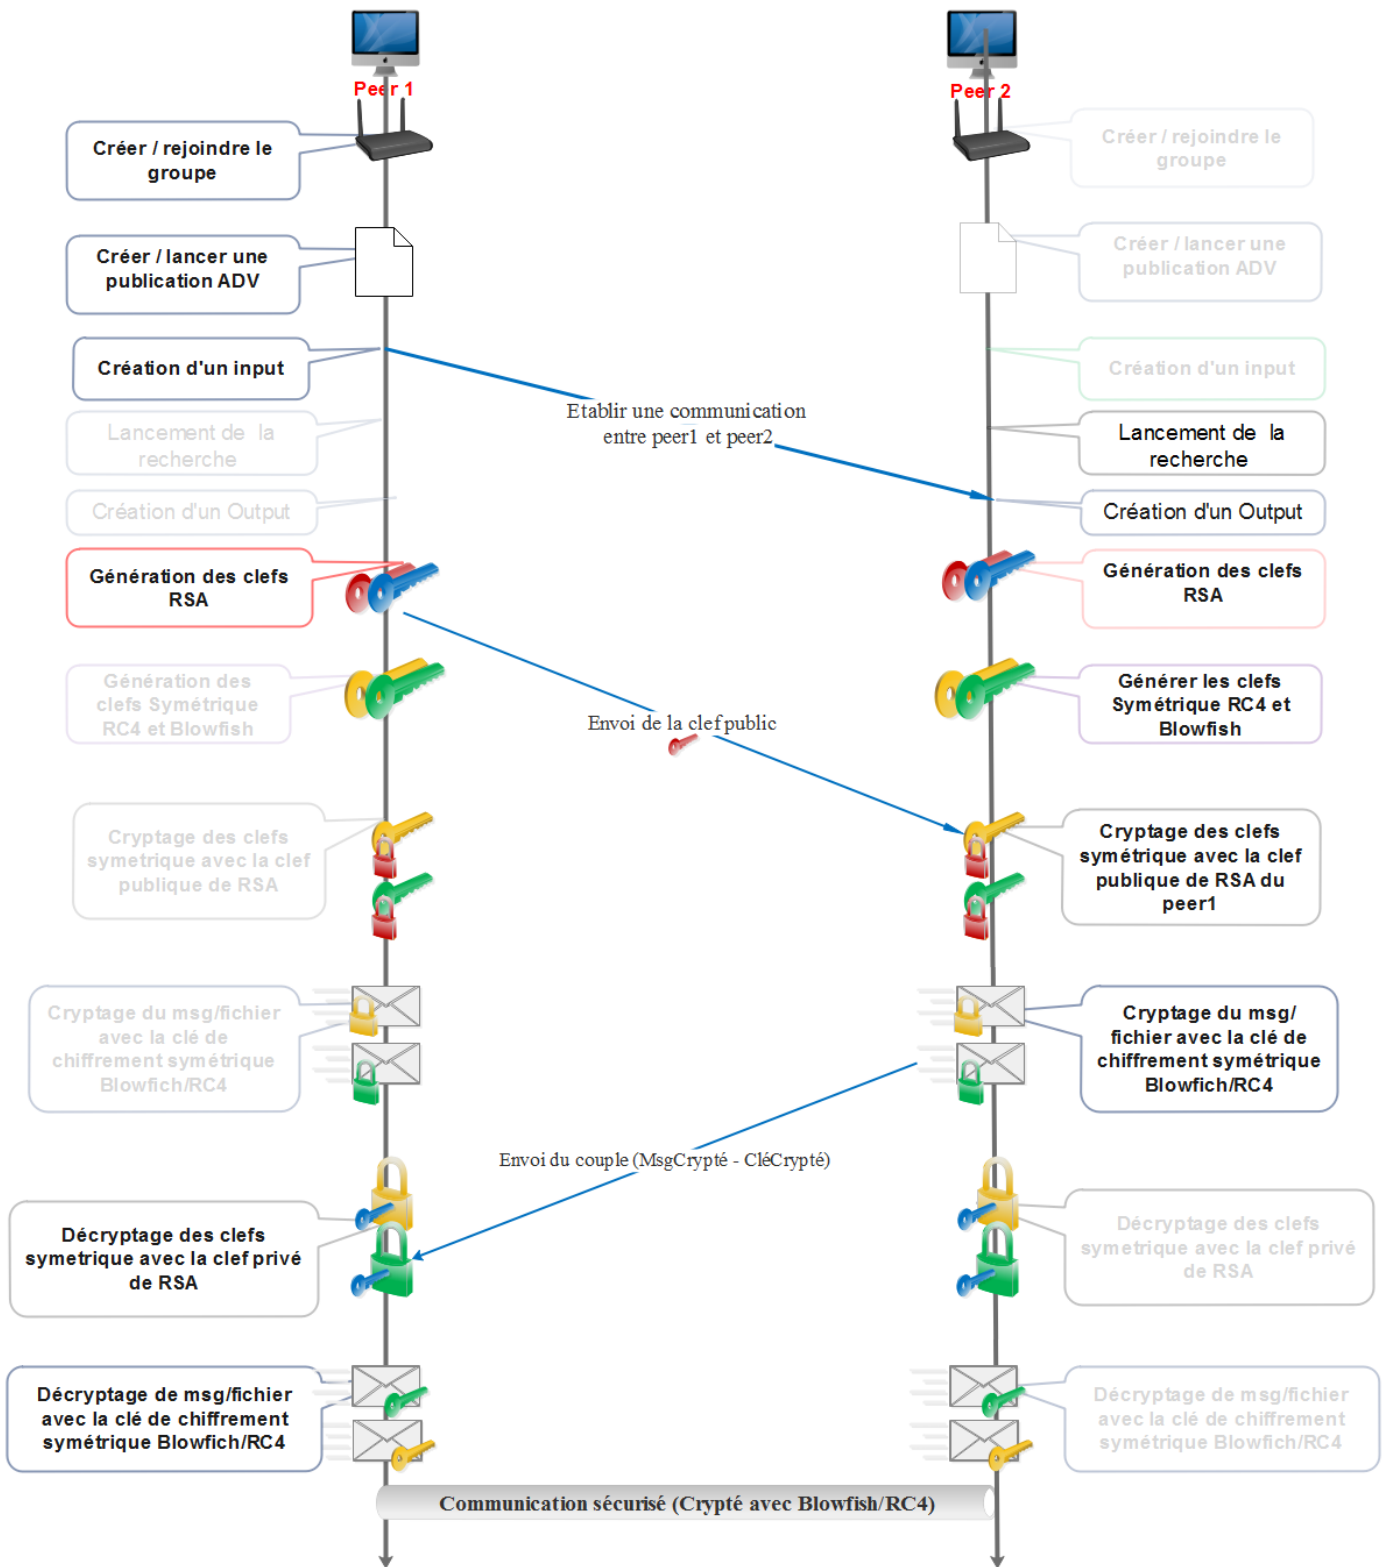 Peer 1
Peer 2
Créer / rejoindre le
groupe
Créer / rejoindre le
groupe
Créer / lancer une
publication ADV
Créer / lancer une
publication ADV
Création d'un input
Création d'un input
Etablir une communication
entre peer1 et peer2
Lancement de la
recherche
Lancement de la
recherche
Création d'un Output
Création d'un Output
Génération des clefs
RSA
Génération des clefs
RSA
Génération des
clefs Symétrique
RC4 et Blowfish
Générer les clefs
Symétrique RC4 et
Blowfish
Envoi de la clef public
Cryptage des clefs
symetrique avec la clef
publique de RSA
Cryptage des clefs
symétrique avec la clef
publique de RSA du
peer1
Cryptage du msg/fichier
avec la clé de
chiffrement symétrique
Blowfich/RC4
Cryptage du msg/
fichier avec la clé de
chiffrement symétrique
Blowfich/RC4
Envoi du couple (MsgCrypté - CléCrypté)
Décryptage des clefs
symetrique avec la clef privé
de RSA
Décryptage des clefs
symetrique avec la clef privé
de RSA
Décryptage de msg/fichier
avec la clé de chiffrement
symétrique Blowfich/RC4
Décryptage de msg/fichier
avec la clé de chiffrement
symétrique Blowfich/RC4
Communication sécurisé (Crypté avec Blowfish/RC4)